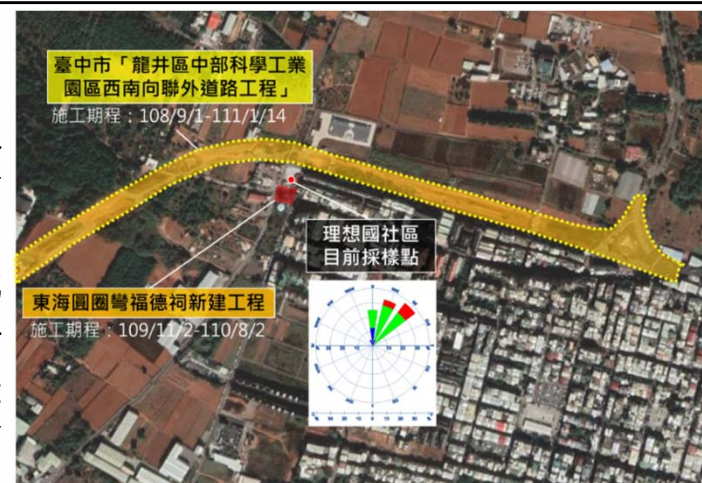 臺中市「龍井區中部科學工業
園區西南向聯外道路工程」
施工期程：108/9/1-111/1/14
理想國社區
目前採樣點
東海圓圈彎福德祠新建工程
施工期程：109/11/2-110/8/2